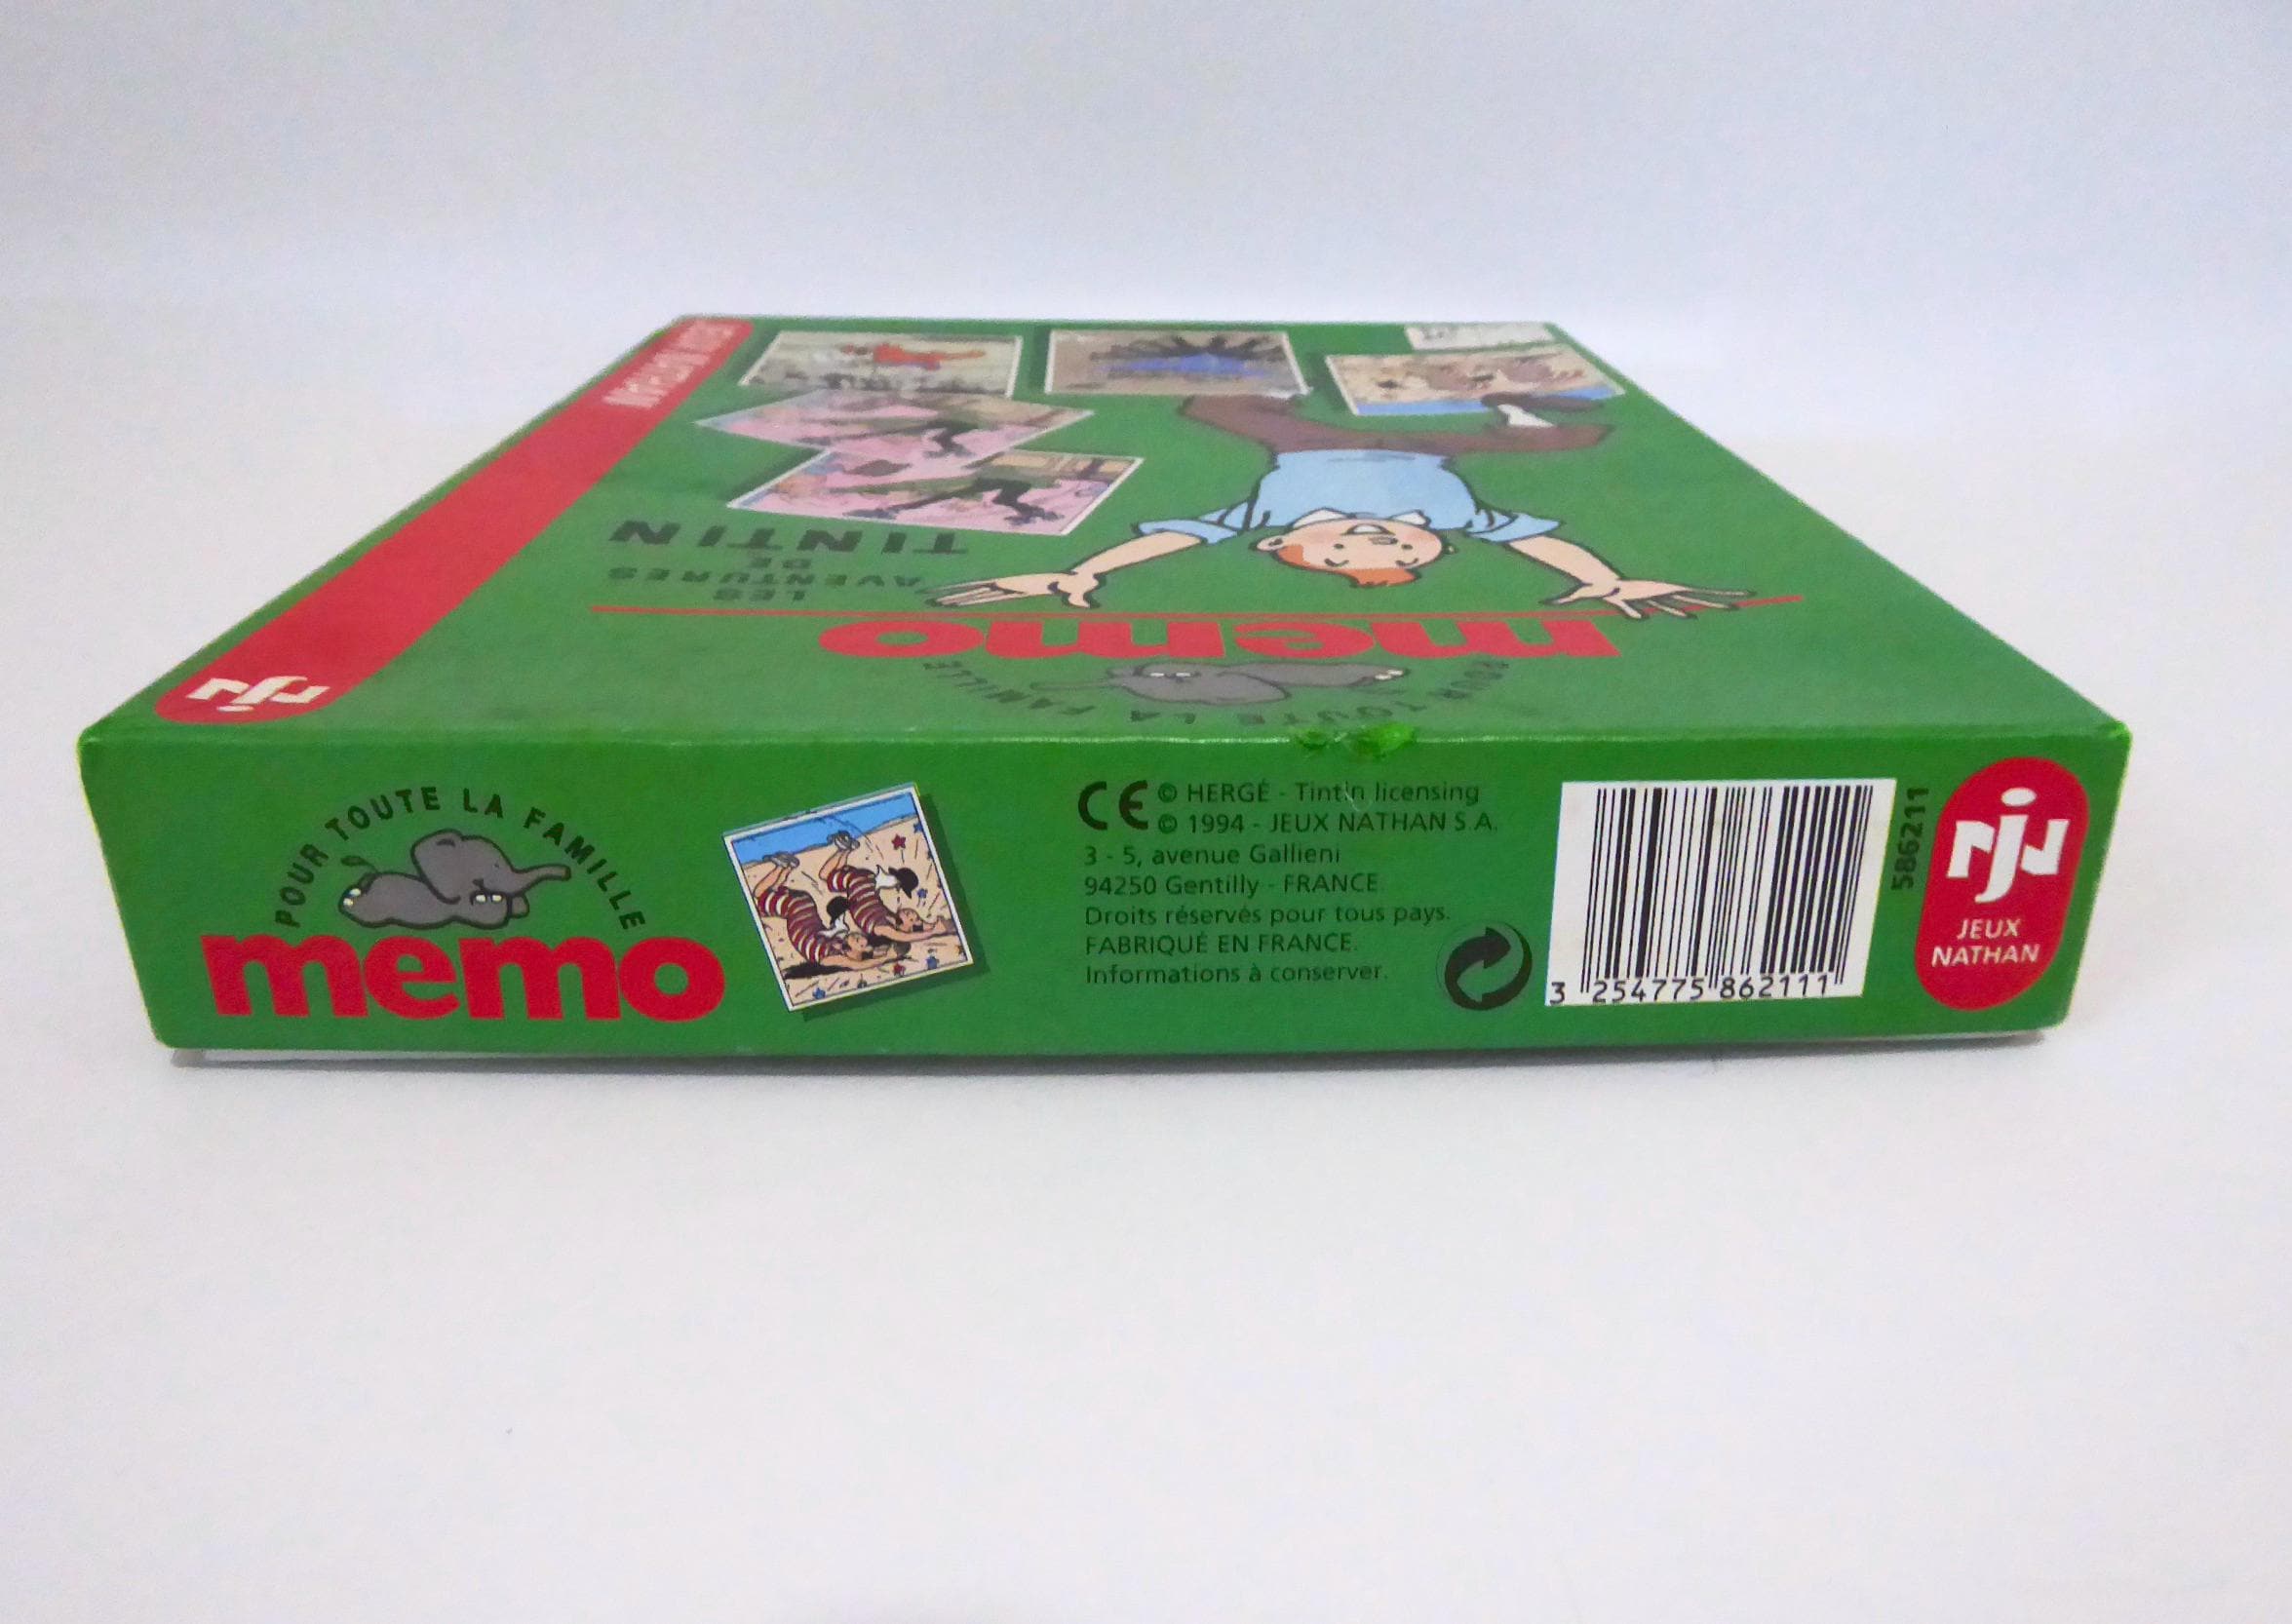 JEUX NATHAN
LES
AVENTURES
DE
TINTIN
memo
POUR TOUTE LA FAMILLE
POUR TOUTE LA FAMILLE
memo
CE © HERGÉ - Tintin licensing
© 1994 - JEUX NATHAN S.A.
3 - 5, avenue Gallieni
94250 Gentilly - FRANCE.
Droits réservés pour tous pays.
FABRIQUÉ EN FRANCE.
Informations à conserver.
3 254775 862111
586211
JEUX
NATHAN